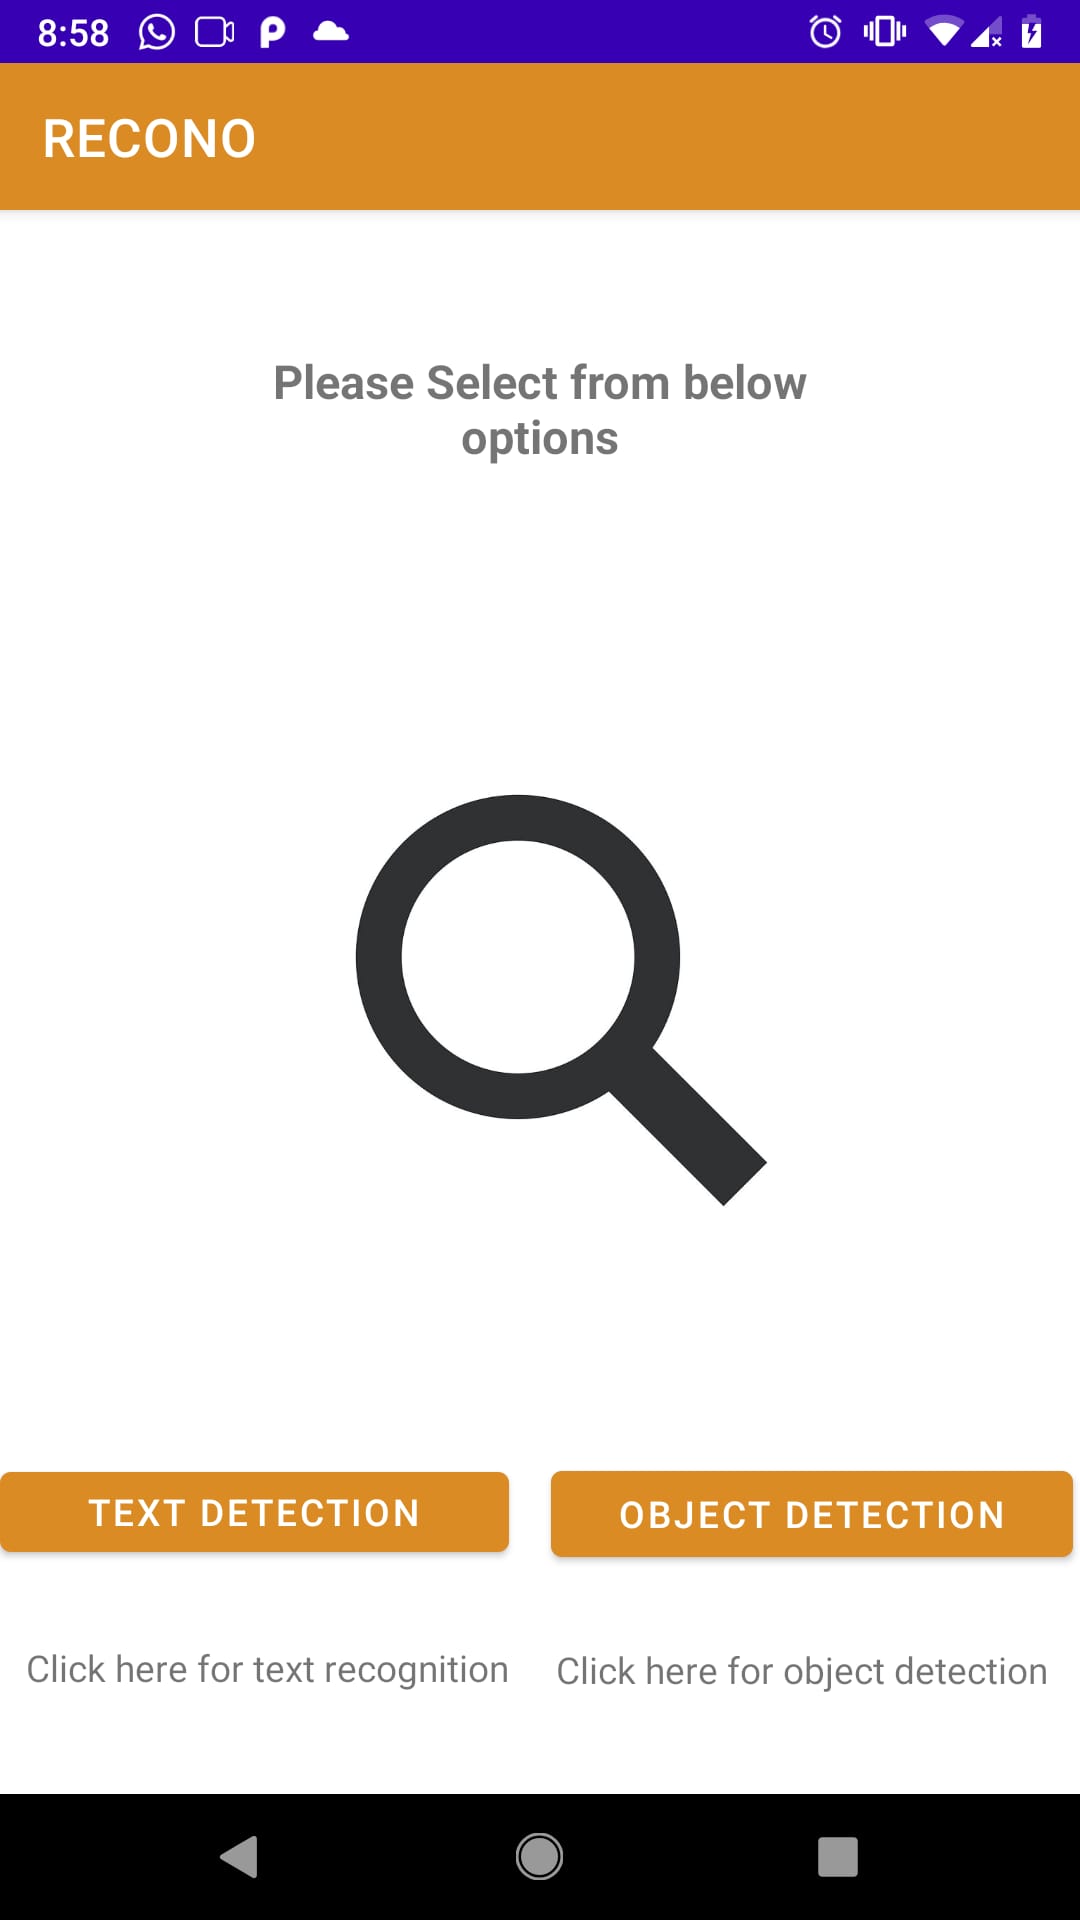 8:58
RECONO
Please Select from below
options
TEXT DETECTION
OBJECT DETECTION
Click here for text recognition
Click here for object detection